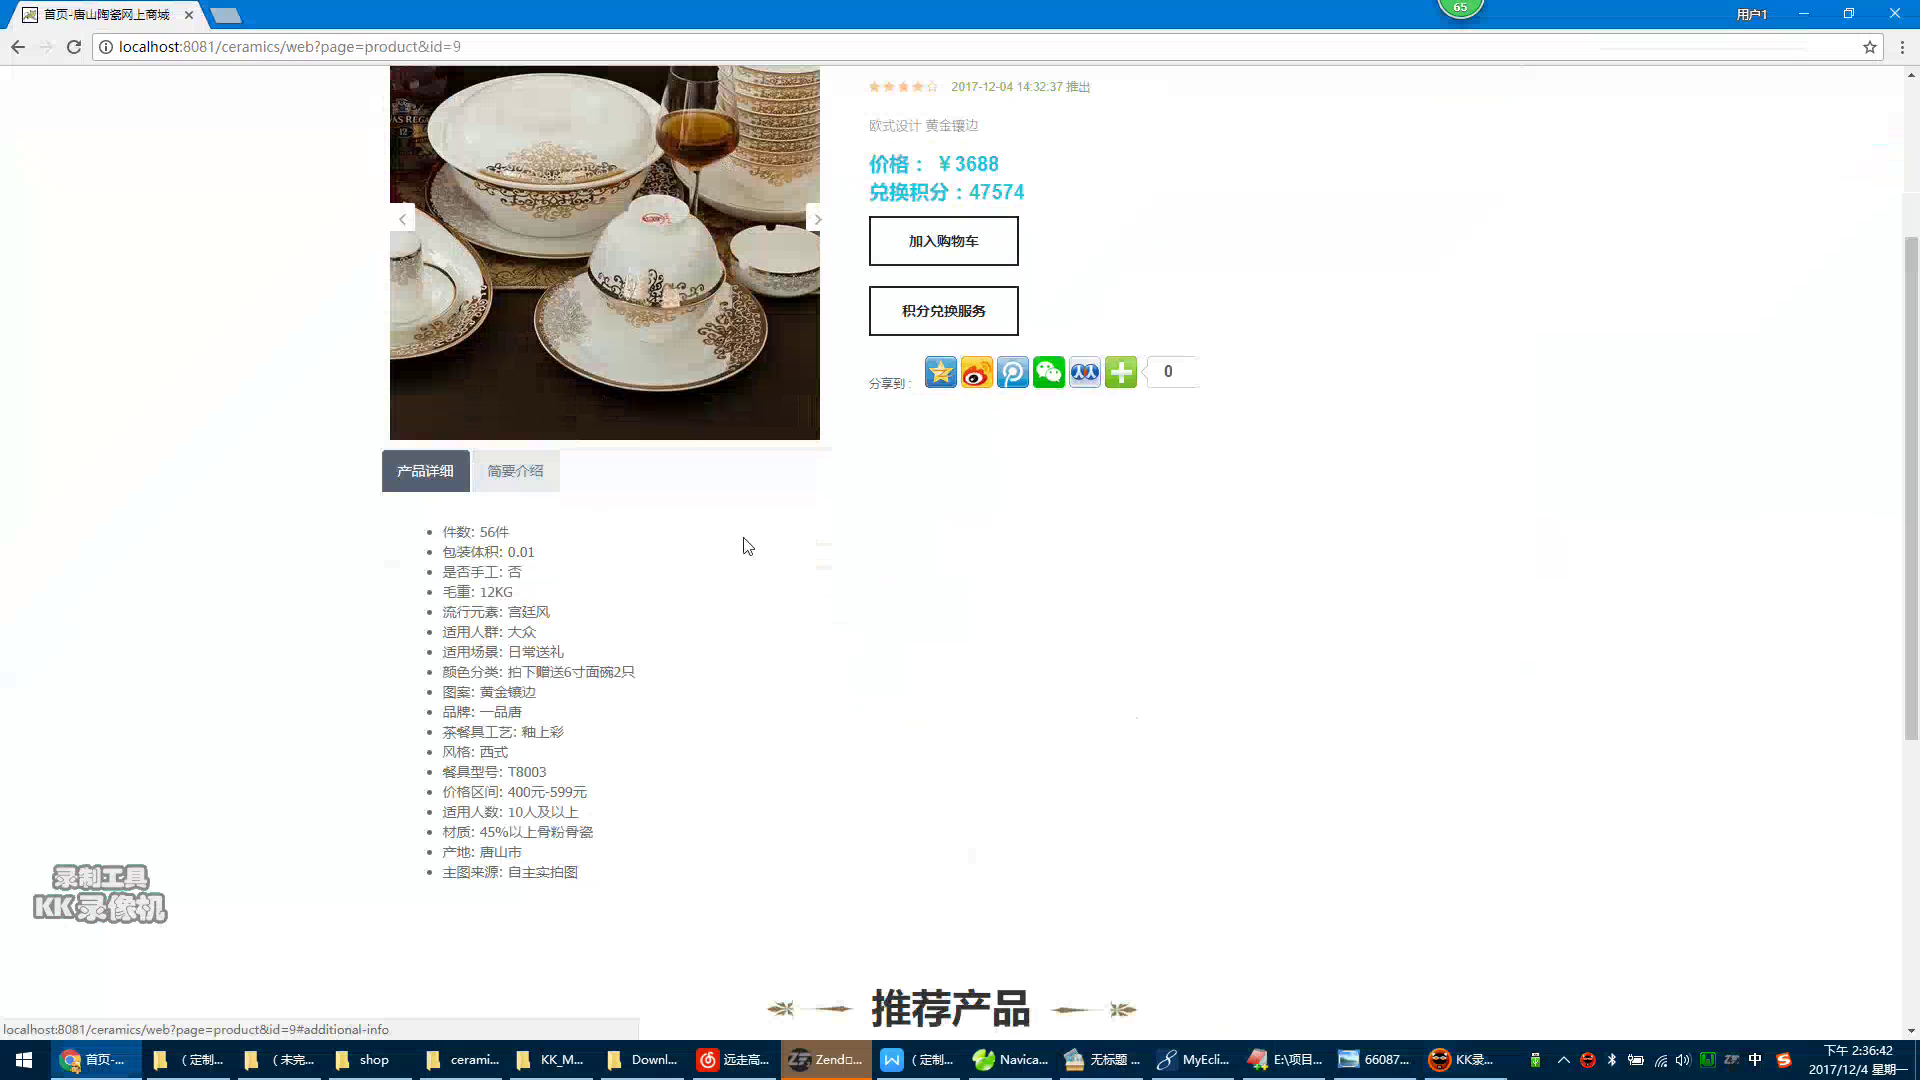 首页-唐山陶瓷网上商城
65
用户1
localhost:8081/ceramics/web?page=product&id=9
2017-12-04 14:32:37 推出
欧式设计 黄金镶边
价格： ￥3688
兑换积分：47574
加入购物车
积分兑换服务
分享到：
0
产品详细
简要介绍
件数: 56件
包装体积: 0.01
是否手工: 否
毛重: 12KG
流行元素: 宫廷风
适用人群: 大众
适用场景: 日常送礼
颜色分类: 拍下赠送6寸面碗2只
图案: 黄金镶边
品牌: 一品唐
茶餐具工艺: 釉上彩
风格: 西式
餐具型号: T8003
价格区间: 400元-599元
适用人数: 10人及以上
材质: 45%以上骨粉骨瓷
产地: 唐山市
主图来源: 自主实拍图
录制工具
KK录像机
推荐产品
localhost:8081/ceramics/web?page=product&id=9#additional-info
首页-...
（定制...
（未完...
shop
cerami...
KK_M...
Downl...
远走高...
（定制...
Navica...
无标题 ...
MyEcli...
E:\项目...
66087...
KK录...
中
下午 2:36:42
2017/12/4 星期一